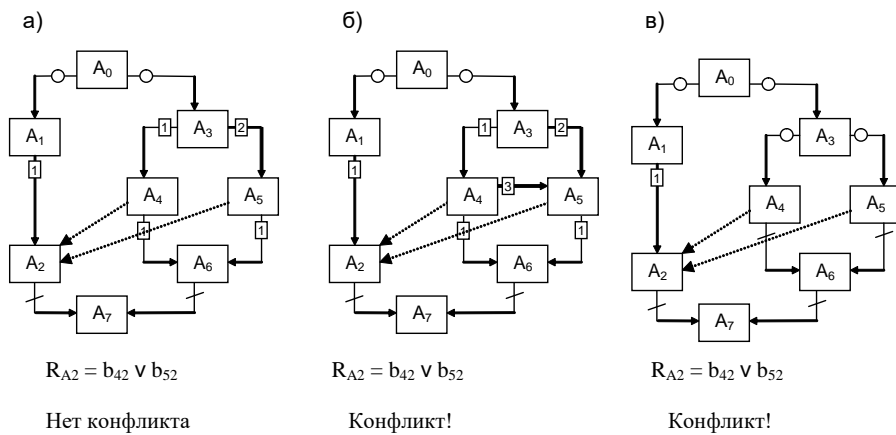 а) б) в)
A0 A0 A0
A1 1 A3 2 A1 1 A3 2 A1 A3
1 A4 A5 1 A4 3 A5 1 A4 A5
1 1 1 1
A2 A6 A2 A6 A2 A6
A7 A7 A7
RA2 = b42 ∨ b52 RA2 = b42 ∨ b52 RA2 = b42 ∨ b52
Нет конфликта Конфликт! Конфликт!